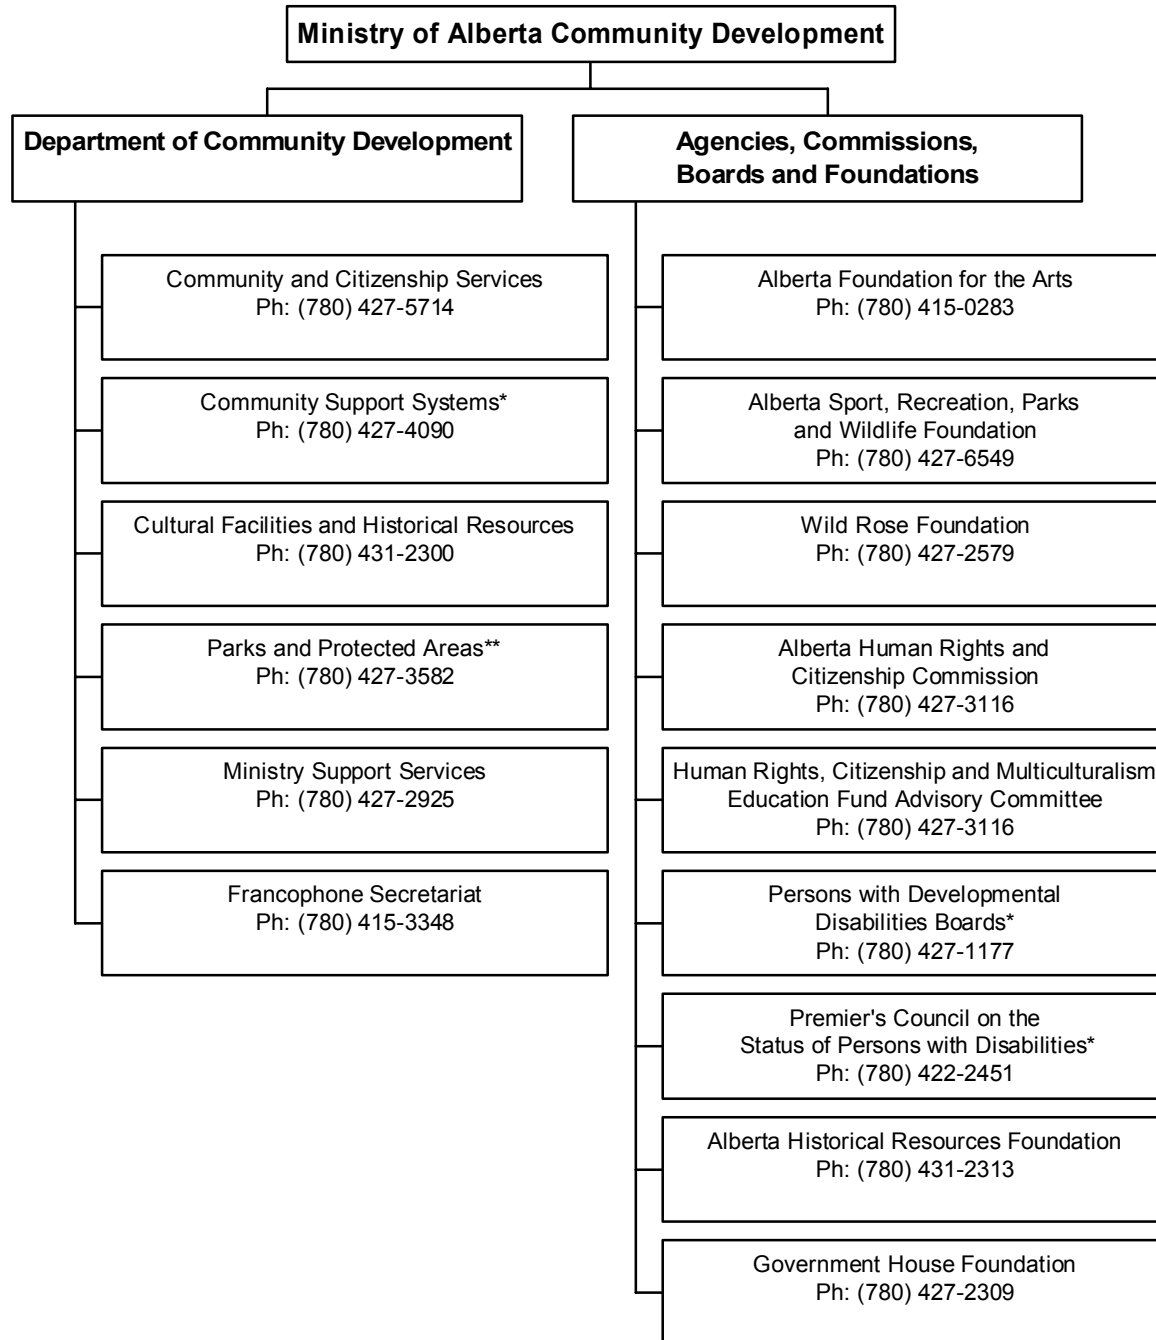 Ministry of Alberta Community Development
Department of Community Development
Community and Citizenship Services
Ph: (780) 427-5714
Community Support Systems*
Ph: (780) 427-4090
Cultural Facilities and Historical Resources
Ph: (780) 431-2300
Parks and Protected Areas**
Ph: (780) 427-3582
Ministry Support Services
Ph: (780) 427-2925
Francophone Secretariat
Ph: (780) 415-3348
Agencies, Commissions,
Boards and Foundations
Alberta Foundation for the Arts
Ph: (780) 415-0283
Alberta Sport, Recreation, Parks
and Wildlife Foundation
Ph: (780) 427-6549
Wild Rose Foundation
Ph: (780) 427-2579
Alberta Human Rights and
Citizenship Commission
Ph: (780) 427-3116
Human Rights, Citizenship and Multiculturalism
Education Fund Advisory Committee
Ph: (780) 427-3116
Persons with Developmental
Disabilities Boards*
Ph: (780) 427-1177
Premier's Council on the
Status of Persons with Disabilities*
Ph: (780) 422-2451
Alberta Historical Resources Foundation
Ph: (780) 431-2313
Government House Foundation
Ph: (780) 427-2309